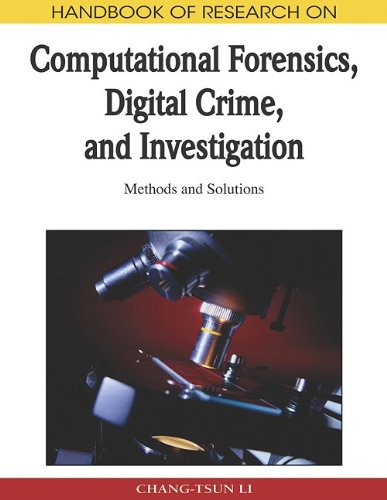 HANDBOOK OF RESEARCH ON
Computational Forensics,
Digital Crime,
and Investigation
Methods and Solutions
CHANG-TSUN LI